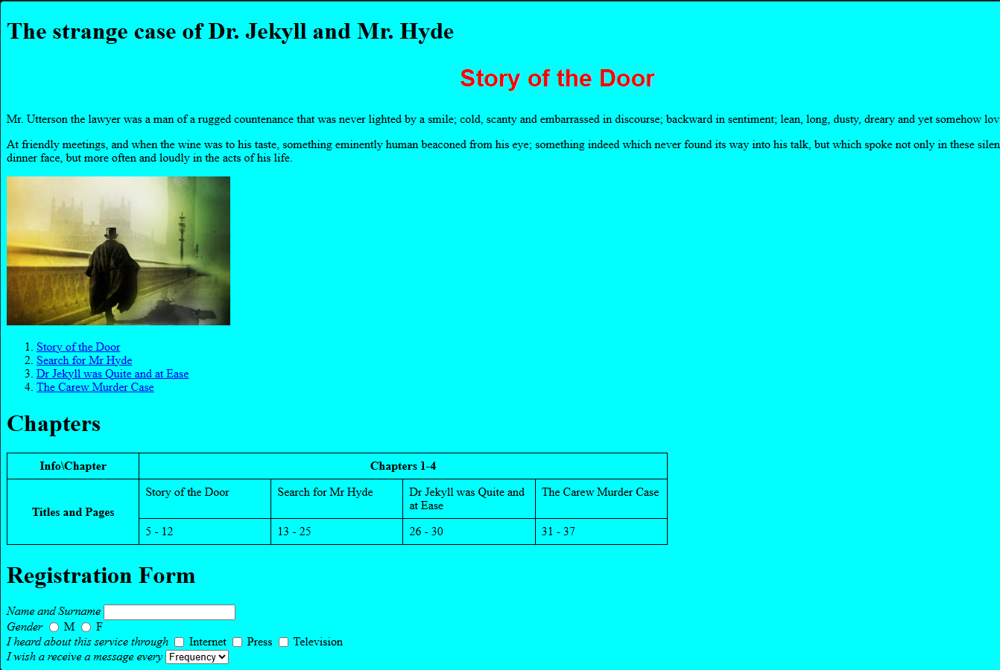 The strange case of Dr. Jekyll and Mr. Hyde
Story of the Door
Mr. Utterson the lawyer was a man of a rugged countenance that was never lighted by a smile; cold, scanty and embarrassed in discourse; backward in sentiment; lean, long, dusty, dreary and yet somehow lov
At friendly meetings, and when the wine was to his taste, something eminently human beaconed from his eye; something indeed which never found its way into his talk, but which spoke not only in these silen
dinner face, but more often and loudly in the acts of his life.
1. Story of the Door
2. Search for Mr Hyde
3. Dr Jekyll was Quite and at Ease
4. The Carew Murder Case
Chapters
Info\Chapter Chapters 1-4
Titles and Pages
Story of the Door Search for Mr Hyde Dr Jekyll was Quite and The Carew Murder Case
at Ease
5 - 12 13 - 25 26 - 30 31 - 37
Registration Form
Name and Surname
Gender M F
I heard about this service through Internet Press Television
I wish a receive a message every Frequency